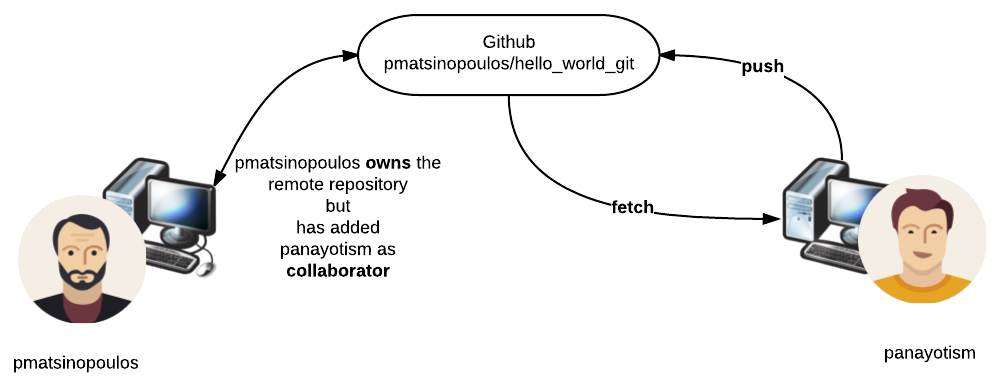 Github
pmatsinopoulos/hello_world_git
push
pmatsinopoulos owns the
remote repository
but
has added
panayotism as
collaborator
fetch
pmatsinopoulos
panayotism